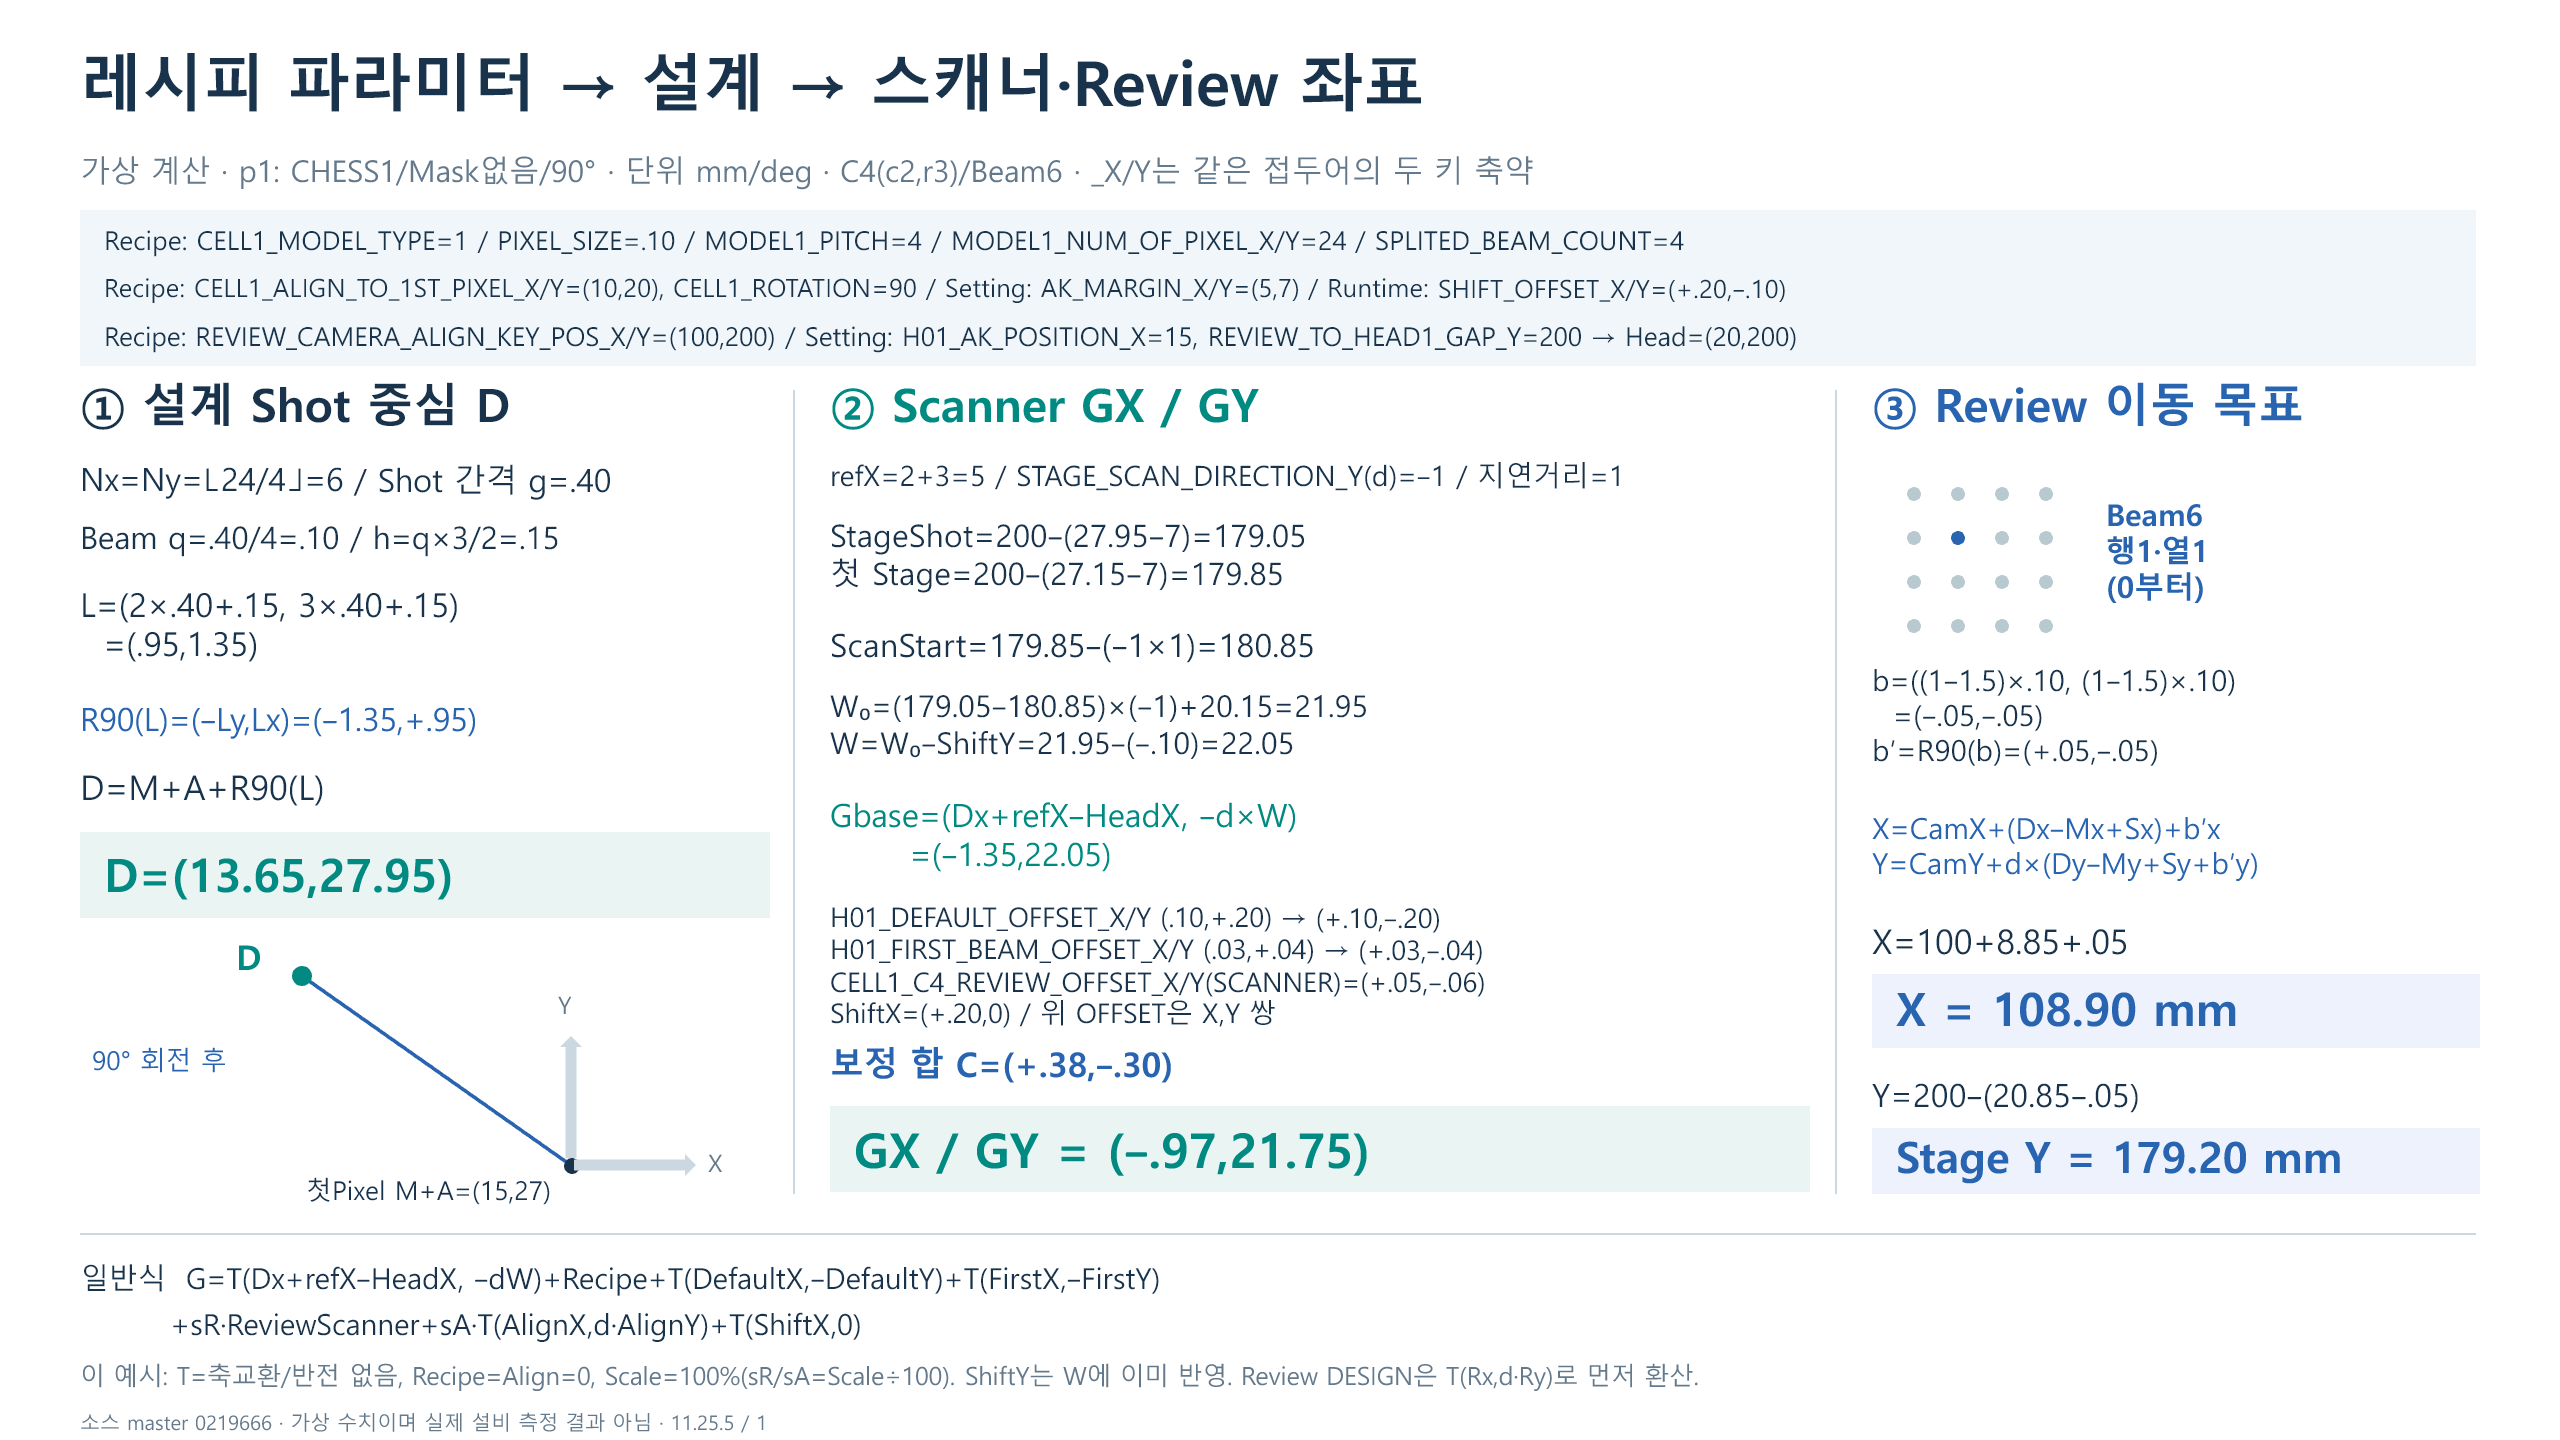 레시피 파라미터 → 설계 → 스캐너·Review 좌표
가상 계산 · p1: CHESS1/Mask없음/90° · 단위 mm/deg · C4(c2,r3)/Beam6 · _X/Y는 같은 접두어의 두 키 축약
Recipe: CELL1_MODEL_TYPE=1 / PIXEL_SIZE=.10 / MODEL1_PITCH=4 / MODEL1_NUM_OF_PIXEL_X/Y=24 / SPLITED_BEAM_COUNT=4
Recipe: CELL1_ALIGN_TO_1ST_PIXEL_X/Y=(10,20), CELL1_ROTATION=90 / Setting: AK_MARGIN_X/Y=(5,7) / Runtime: SHIFT_OFFSET_X/Y=(+.20,−.10)
Recipe: REVIEW_CAMERA_ALIGN_KEY_POS_X/Y=(100,200) / Setting: H01_AK_POSITION_X=15, REVIEW_TO_HEAD1_GAP_Y=200 → Head=(20,200)
① 설계 Shot 중심 D
Nx=Ny=⌊24/4⌋=6 / Shot 간격 g=.40
Beam q=.40/4=.10 / h=q×3/2=.15
L=(2×.40+.15, 3×.40+.15)
=(.95,1.35)
R90(L)=(−Ly,Lx)=(−1.35,+.95)
D=M+A+R90(L)
D=(13.65,27.95)
D
Y
90° 회전 후
X
첫Pixel M+A=(15,27)
② Scanner GX / GY
refX=2+3=5 / STAGE_SCAN_DIRECTION_Y(d)=−1 / 지연거리=1
StageShot=200−(27.95−7)=179.05
첫 Stage=200−(27.15−7)=179.85
ScanStart=179.85−(−1×1)=180.85
W₀=(179.05−180.85)×(−1)+20.15=21.95
W=W₀−ShiftY=21.95−(−.10)=22.05
Gbase=(Dx+refX−HeadX, −d×W)
=(−1.35,22.05)
H01_DEFAULT_OFFSET_X/Y (.10,+.20) → (+.10,−.20)
H01_FIRST_BEAM_OFFSET_X/Y (.03,+.04) → (+.03,−.04)
CELL1_C4_REVIEW_OFFSET_X/Y(SCANNER)=(+.05,−.06)
ShiftX=(+.20,0) / 위 OFFSET은 X,Y 쌍
보정 합 C=(+.38,−.30)
GX / GY = (−.97,21.75)
③ Review 이동 목표
Beam6
행1·열1
(0부터)
b=((1−1.5)×.10, (1−1.5)×.10)
=(−.05,−.05)
b′=R90(b)=(+.05,−.05)
X=CamX+(Dx−Mx+Sx)+b′x
Y=CamY+d×(Dy−My+Sy+b′y)
X=100+8.85+.05
X = 108.90 mm
Y=200−(20.85−.05)
Stage Y = 179.20 mm
일반식 G=T(Dx+refX−HeadX, −dW)+Recipe+T(DefaultX,−DefaultY)+T(FirstX,−FirstY)
+sR·ReviewScanner+sA·T(AlignX,d·AlignY)+T(ShiftX,0)
이 예시: T=축교환/반전 없음, Recipe=Align=0, Scale=100%(sR/sA=Scale÷100). ShiftY는 W에 이미 반영. Review DESIGN은 T(Rx,d·Ry)로 먼저 환산.
소스 master 0219666 · 가상 수치이며 실제 설비 측정 결과 아님 · 11.25.5 / 1